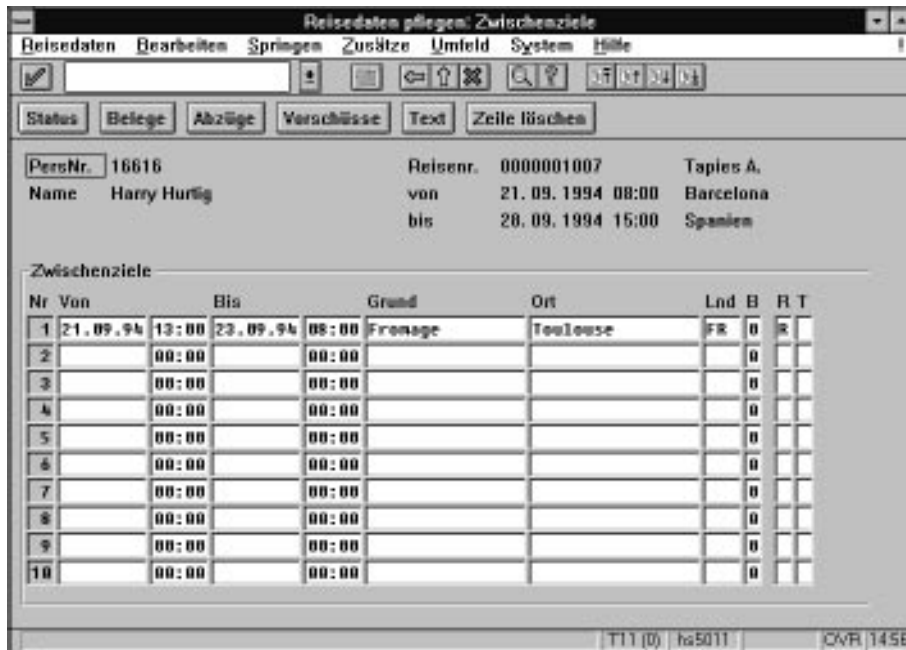 Reisedaten pflegen: Zwischenziele
Reisedaten Bearbeiten Springen Zusätze Umfeld System Hilfe
Status Belege Abzüge Vorschüsse Text Zeile löschen
PersNr. 16616 Reisenr. 0000001007 Tapies A.
Name Harry Hurtig von 21.09.1994 08:00 Barcelona
bis 28.09.1994 15:00 Spanien
Zwischenziele
Nr Von Bis Grund Ort Lnd B R T
1 21.09.94 13:00 23.09.94 08:00 Fromage Toulouse FR 0 R
2 00:00 00:00 0
3 00:00 00:00 0
4 00:00 00:00 0
5 00:00 00:00 0
6 00:00 00:00 0
7 00:00 00:00 0
8 00:00 00:00 0
9 00:00 00:00 0
10 00:00 00:00 0
T11 (0) hs5011 OVR 14:56